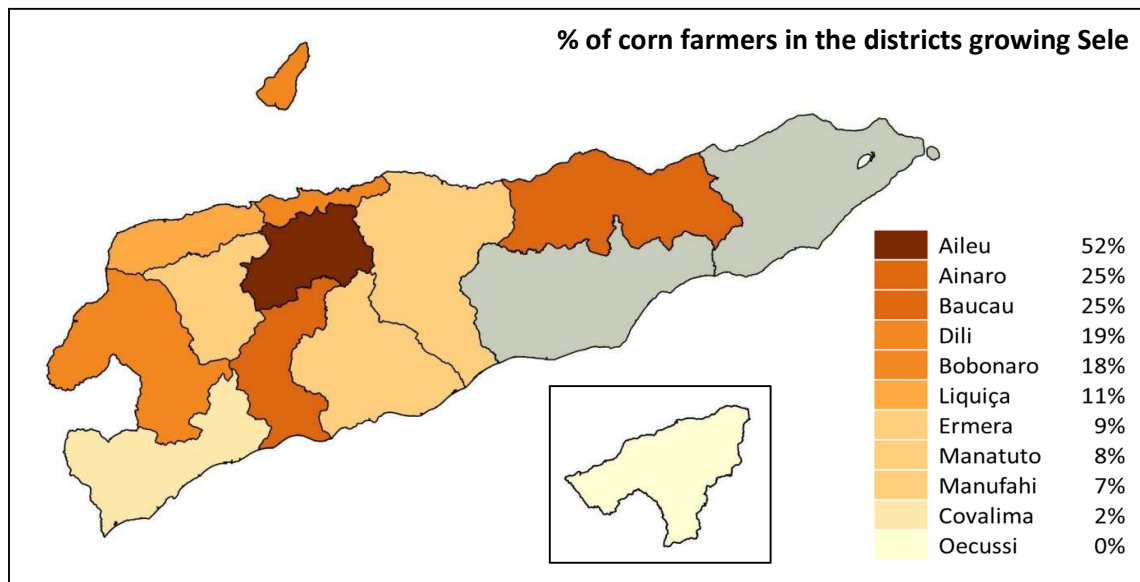 % of corn farmers in the districts growing Sele
Aileu 52%
Ainaro 25%
Baucau 25%
Dili 19%
Bobonaro 18%
Liquiça 11%
Ermera 9%
Manatuto 8%
Manufahi 7%
Covalima 2%
Oecussi 0%